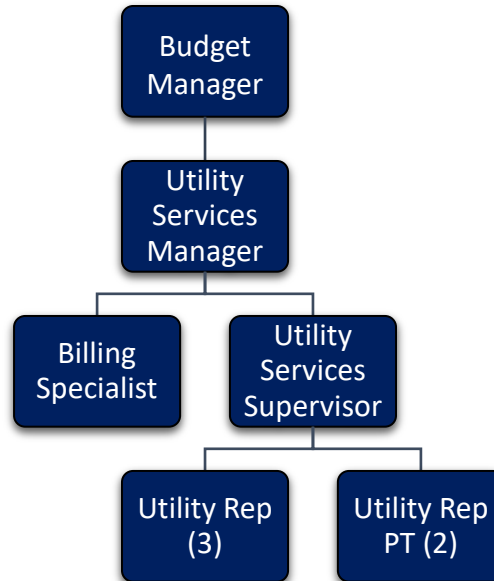 Budget
Manager
Utility
Services
Manager
Billing
Specialist
Utility
Services
Supervisor
Utility Rep
(3)
Utility Rep
PT (2)